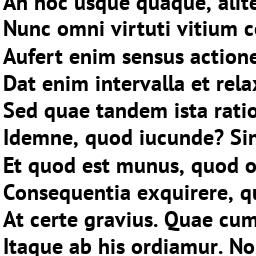 An hoc usque quaque, alite
Nunc omni virtuti vitium c
Aufert enim sensus actione
Dat enim intervalla et relax
Sed quae tandem ista ratio
Idemne, quod iucunde? Sin
Et quod est munus, quod o
Consequentia exquirere, qu
At certe gravius. Quae cum
Itaque ab his ordiamur. No